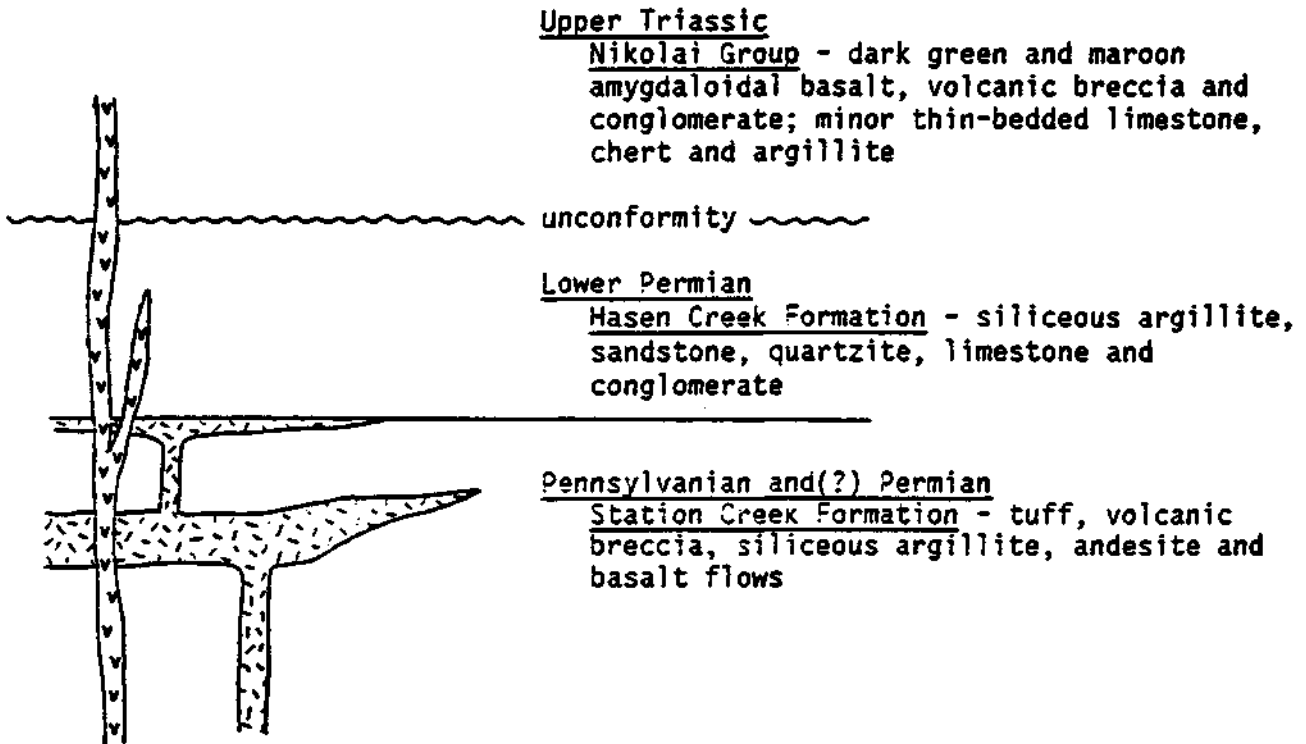 Upper Triassic
Nikolai Group - dark green and maroon
amygdaloidal basalt, volcanic breccia and
conglomerate; minor thin-bedded limestone,
chert and argillite
unconformity
Lower Permian
Hasen Creek Formation - siliceous argillite,
sandstone, quartzite, limestone and
conglomerate
Pennsylvanian and(?) Permian
Station Creek Formation - tuff, volcanic
breccia, siliceous argillite, andesite and
basalt flows